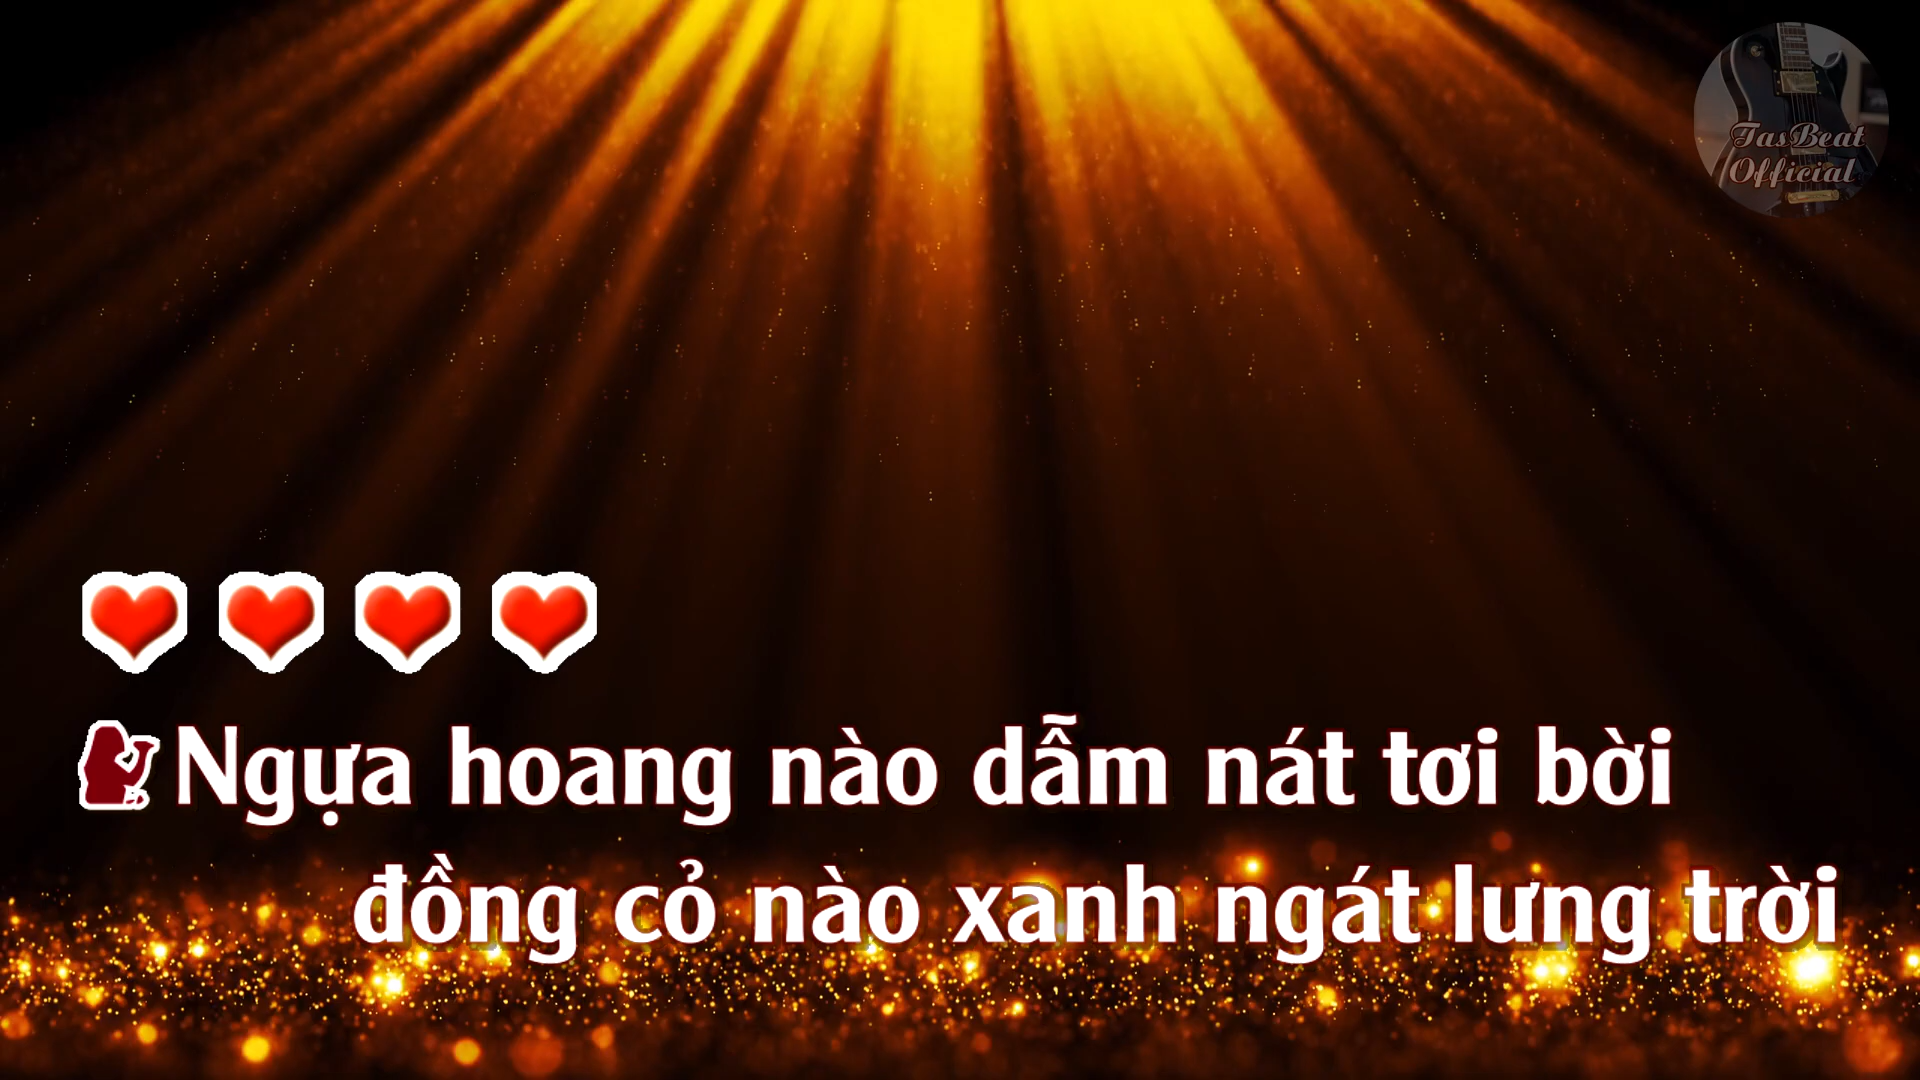 TasBeat
Official
Ngựa hoang nào dẫm nát tơi bời
đồng cỏ nào xanh ngát lưng trời